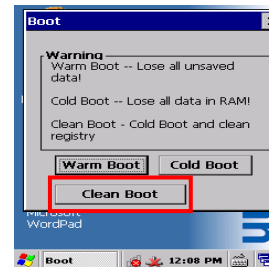 Boot
Warning
Warm Boot -- Lose all unsaved
data!
Cold Boot -- Lose all data in RAM!
Clean Boot - Cold Boot and clean
registry
Warm Boot Cold Boot
Clean Boot
Microsoft
WordPad
Boot 12:08 PM